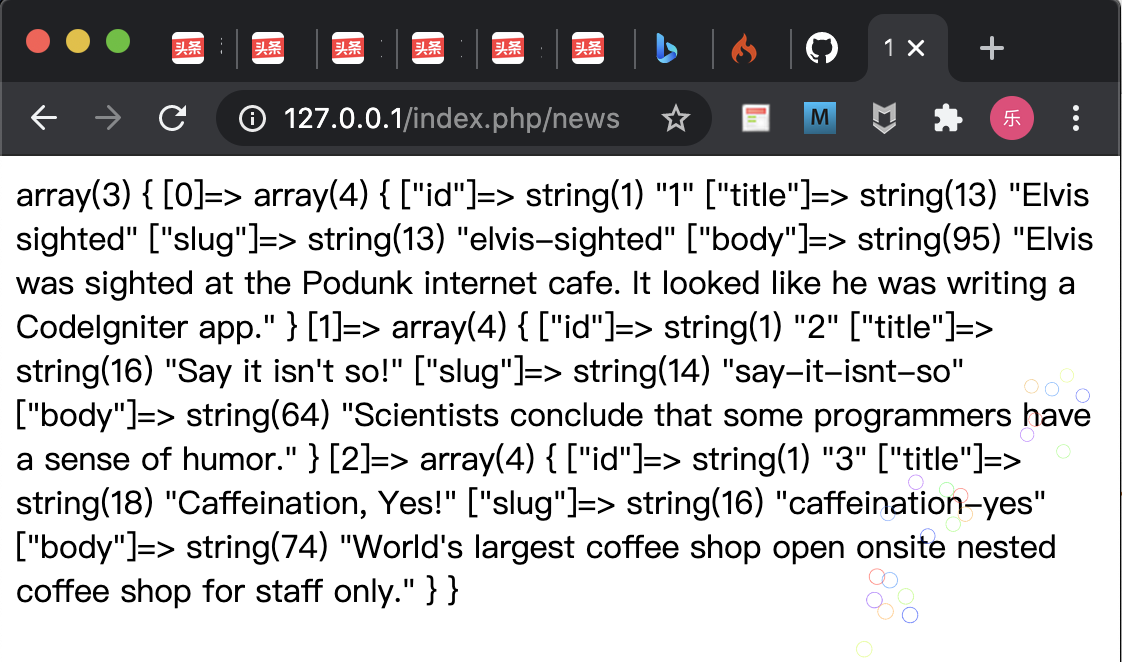 头条
头条
头条
头条
头条
头条
1
127.0.0.1/index.php/news
M
乐
array(3) { [0]=> array(4) { ["id"]=> string(1) "1" ["title"]=> string(13) "Elvis
sighted" ["slug"]=> string(13) "elvis-sighted" ["body"]=> string(95) "Elvis
was sighted at the Podunk internet cafe. It looked like he was writing a
CodeIgniter app." } [1]=> array(4) { ["id"]=> string(1) "2" ["title"]=>
string(16) "Say it isn't so!" ["slug"]=> string(14) "say-it-isnt-so"
["body"]=> string(64) "Scientists conclude that some programmers have
a sense of humor." } [2]=> array(4) { ["id"]=> string(1) "3" ["title"]=>
string(18) "Caffeination, Yes!" ["slug"]=> string(16) "caffeination-yes"
["body"]=> string(74) "World's largest coffee shop open onsite nested
coffee shop for staff only." } }